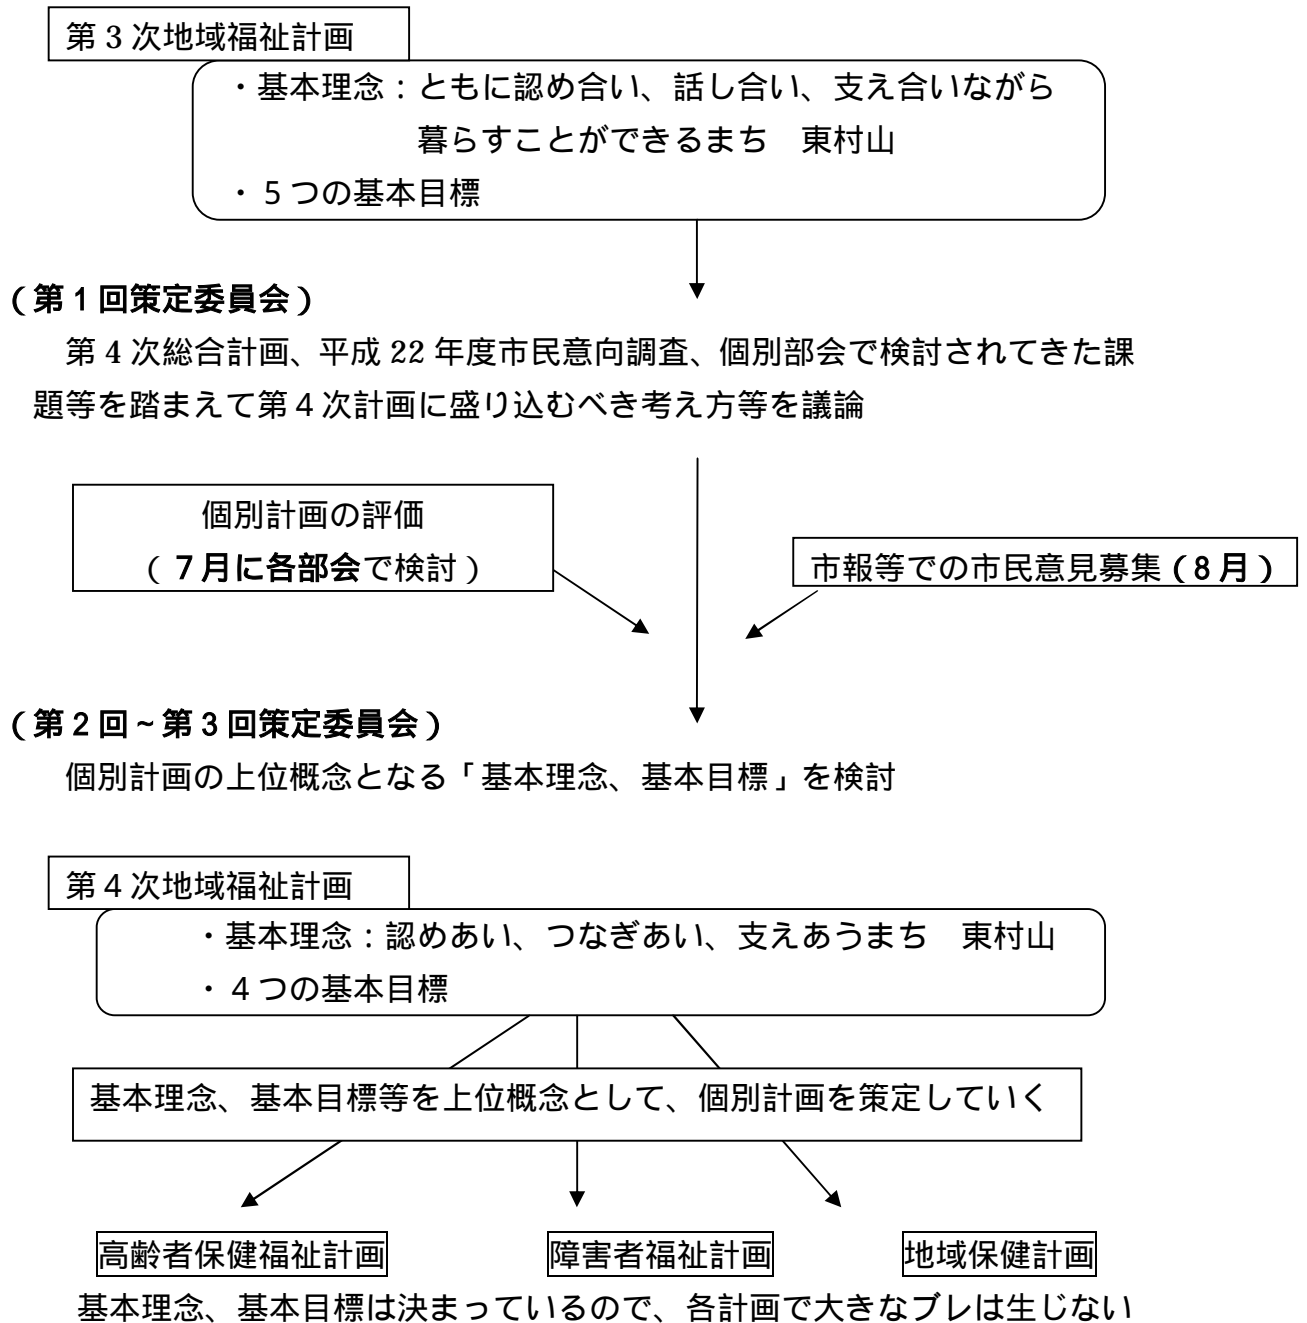 第３次地域福祉計画
・基本理念：ともに認め合い、話し合い、支え合いながら
暮らすことができるまち　東村山
・５つの基本目標
（第１回策定委員会）
第４次総合計画、平成 22 年度市民意向調査、個別部会で検討されてきた課
題等を踏まえて第４次計画に盛り込むべき考え方等を議論
個別計画の評価
（７月に各部会で検討）
市報等での市民意見募集（８月）
（第２回～第３回策定委員会）
個別計画の上位概念となる「基本理念、基本目標」を検討
第４次地域福祉計画
・基本理念：認めあい、つなぎあい、支えあうまち　東村山
・４つの基本目標
基本理念、基本目標等を上位概念として、個別計画を策定していく
高齢者保健福祉計画
障害者福祉計画
地域保健計画
基本理念、基本目標は決まっているので、各計画で大きなブレは生じない